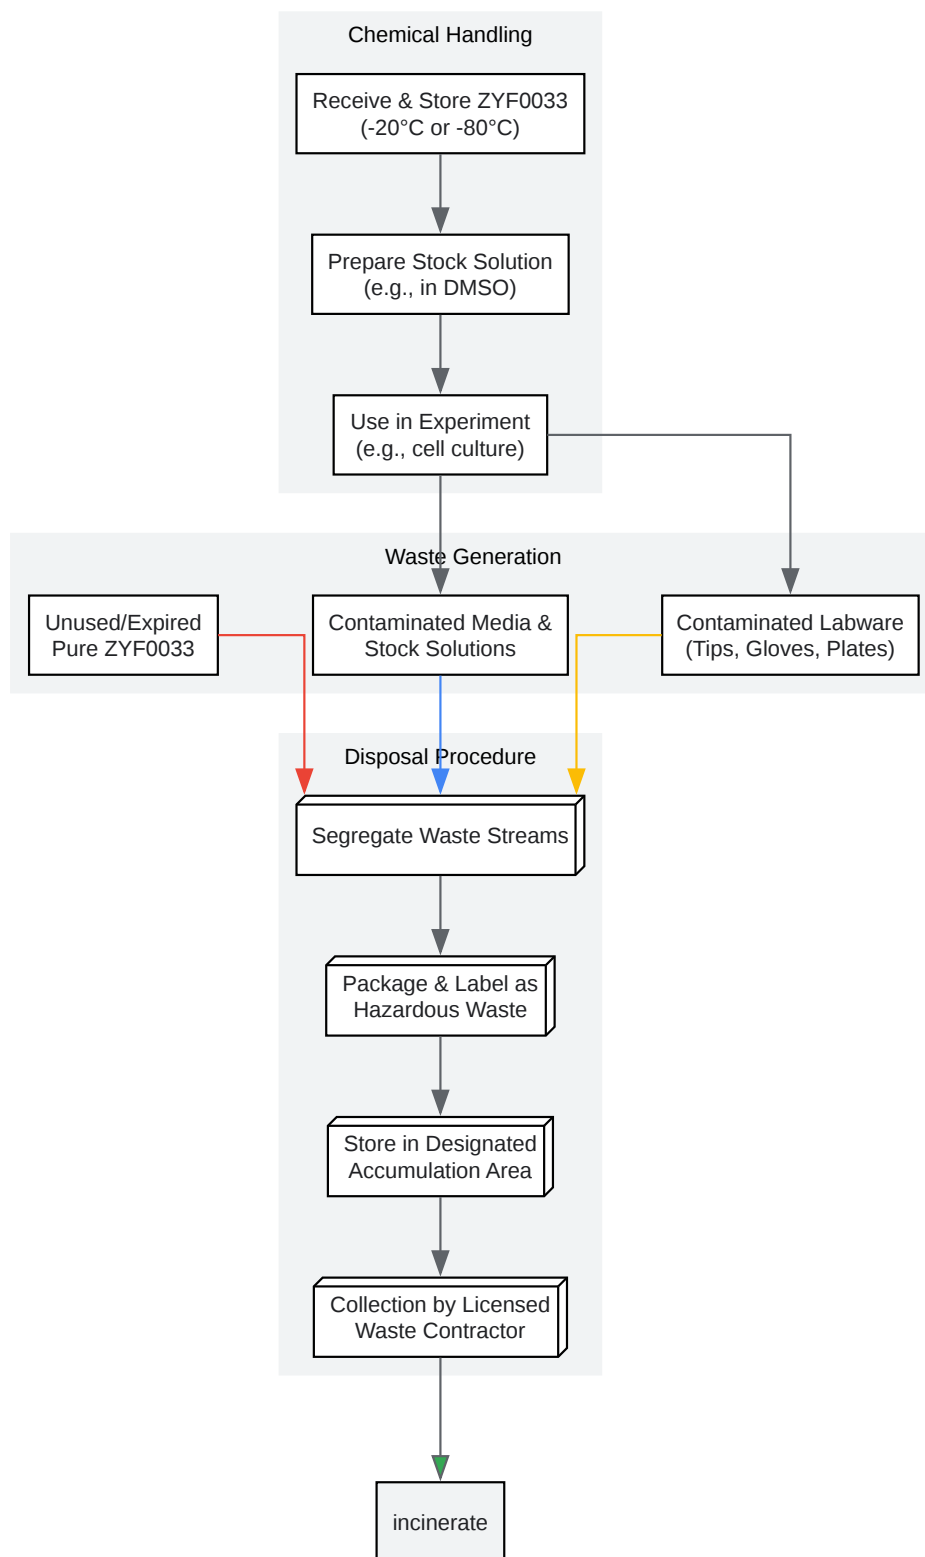 Chemical Handling
Receive & Store ZYF0033
(-20°C or -80°C)
Prepare Stock Solution
(e.g., in DMSO)
Use in Experiment
(e.g., cell culture)
Waste Generation
Unused/Expired
Pure ZYF0033
Contaminated Media &
Stock Solutions
Contaminated Labware
(Tips, Gloves, Plates)
Disposal Procedure
Segregate Waste Streams
Package & Label as
Hazardous Waste
Store in Designated
Accumulation Area
Collection by Licensed
Waste Contractor
incinerate